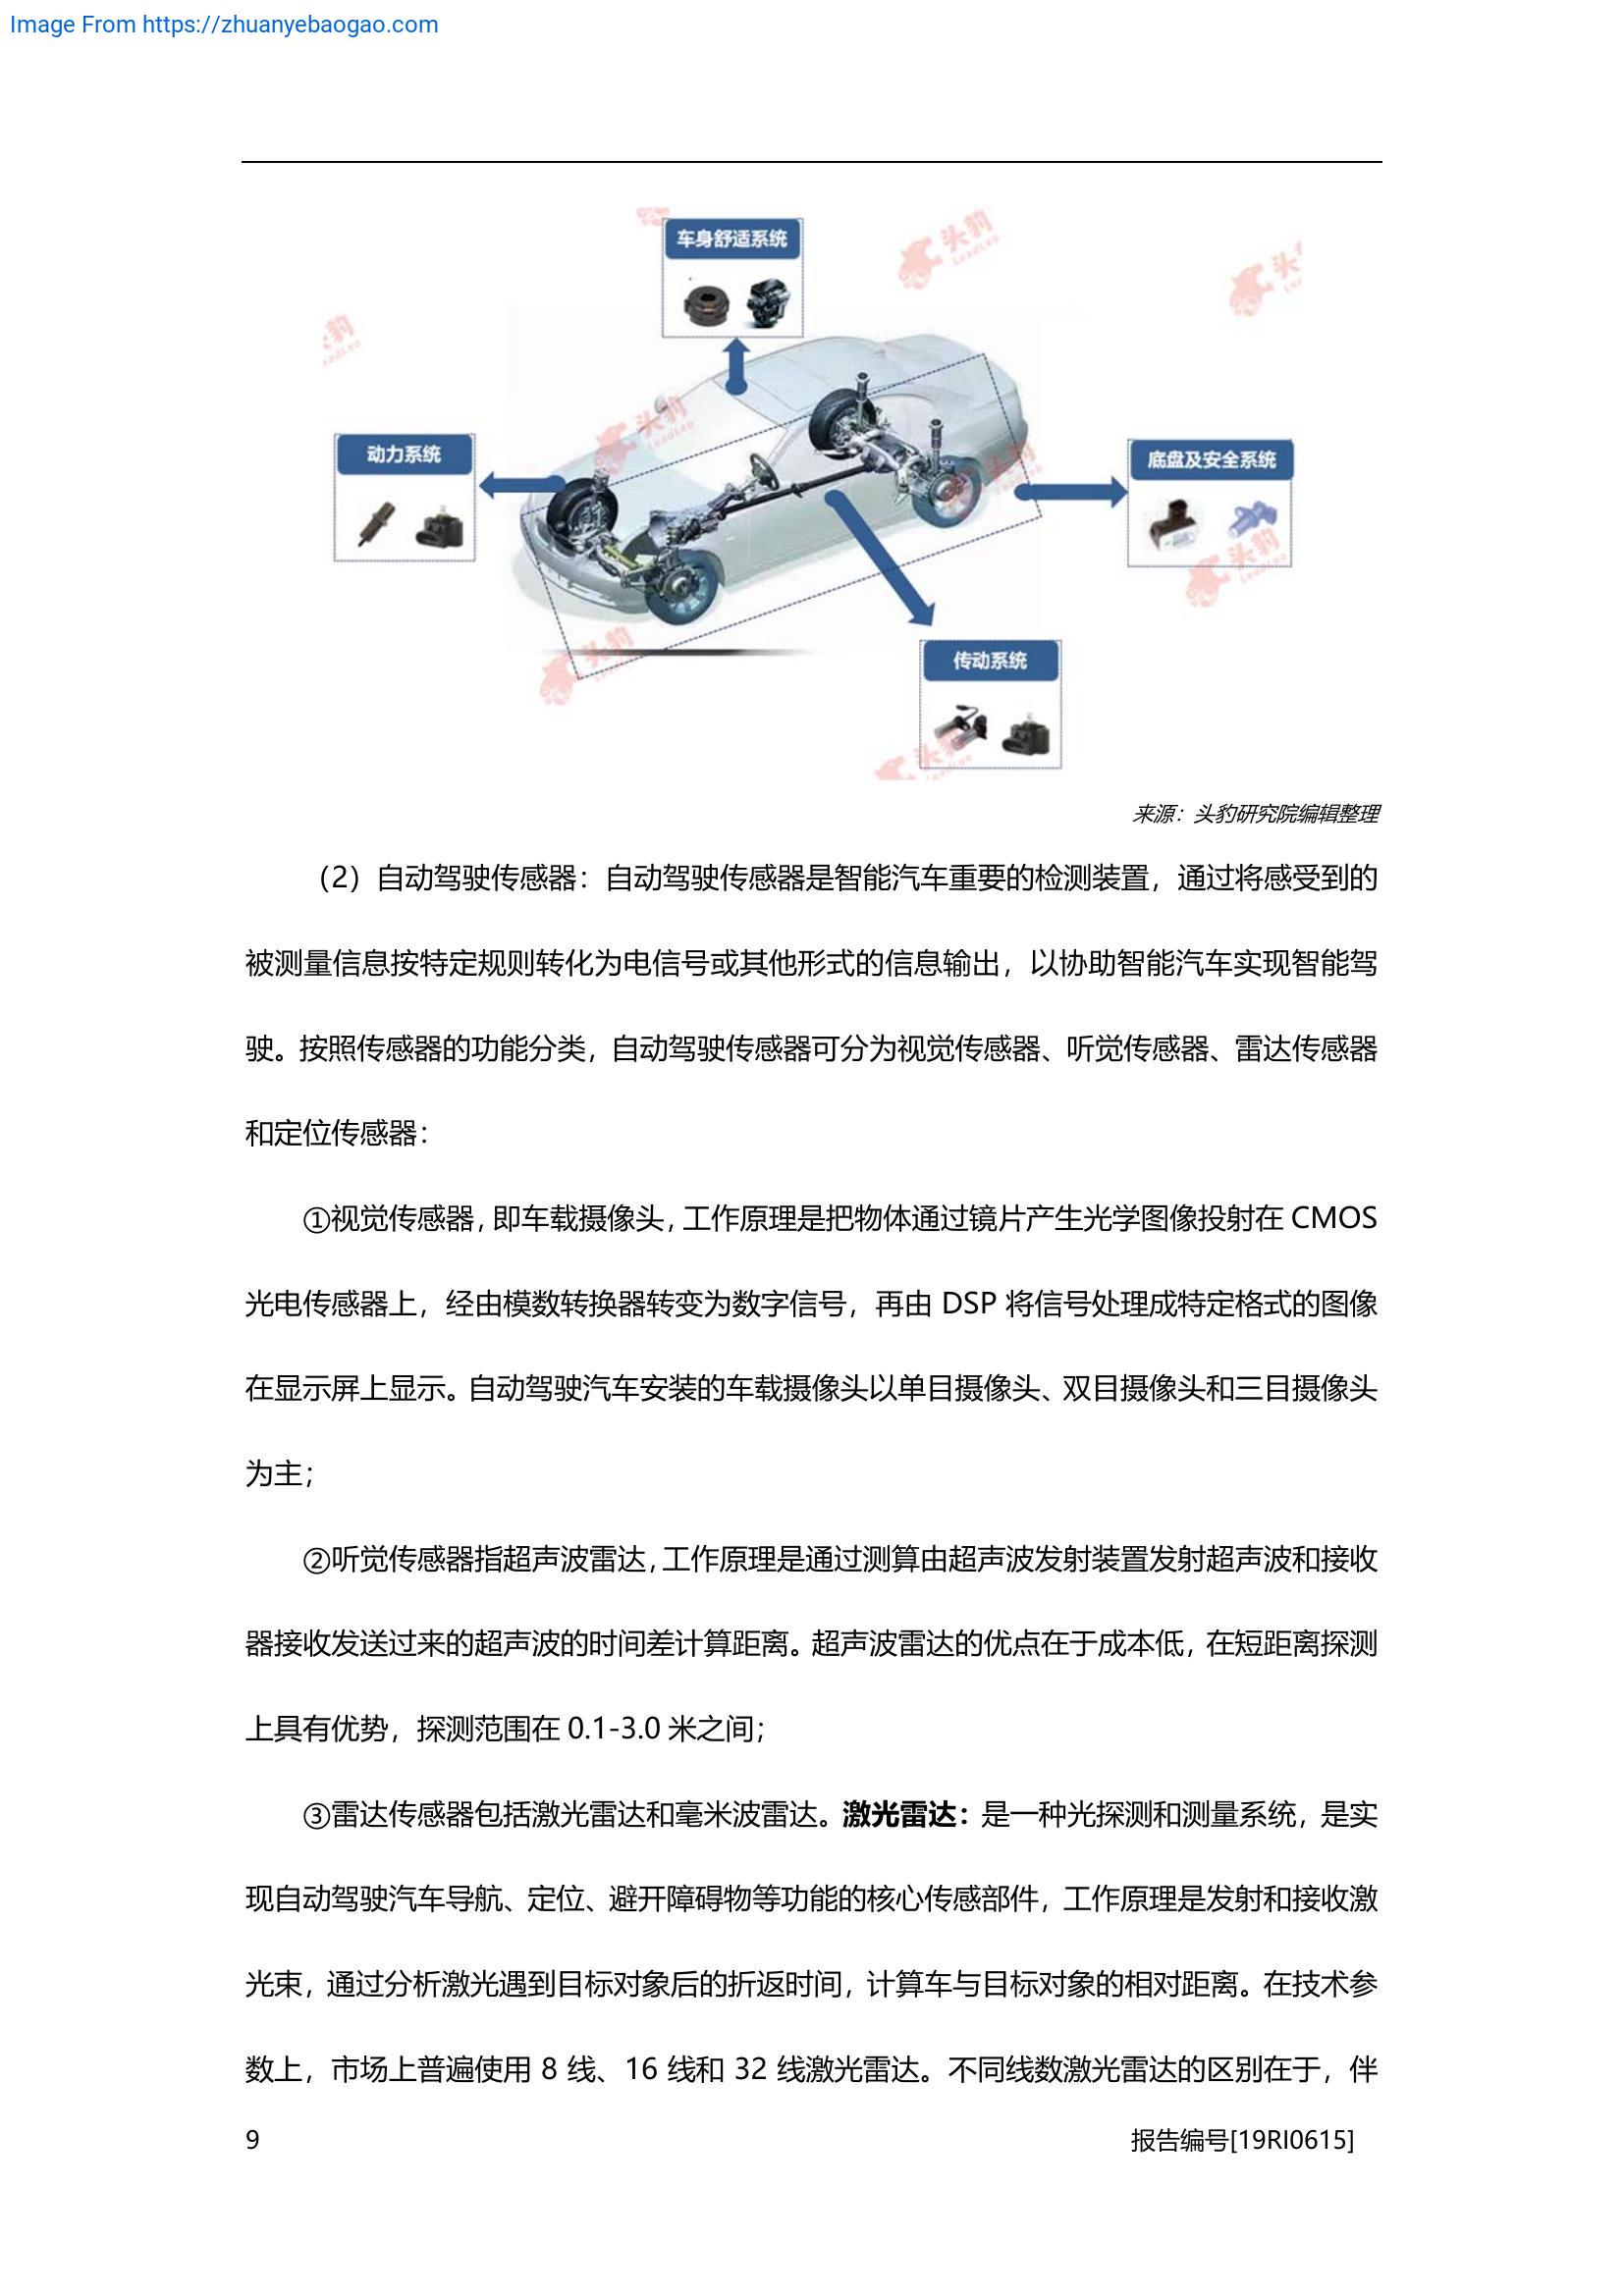 Image From https://zhuanyebaogao.com
车身舒适系统
头豹
LeadLeo
动力系统
底盘及安全系统
传动系统
来源：头豹研究院编辑整理
（2）自动驾驶传感器：自动驾驶传感器是智能汽车重要的检测装置，通过将感受到的
被测量信息按特定规则转化为电信号或其他形式的信息输出，以协助智能汽车实现智能驾
驶。按照传感器的功能分类，自动驾驶传感器可分为视觉传感器、听觉传感器、雷达传感器
和定位传感器：
①视觉传感器，即车载摄像头，工作原理是把物体通过镜片产生光学图像投射在 CMOS
光电传感器上，经由模数转换器转变为数字信号，再由 DSP 将信号处理成特定格式的图像
在显示屏上显示。自动驾驶汽车安装的车载摄像头以单目摄像头、双目摄像头和三目摄像头
为主；
②听觉传感器指超声波雷达，工作原理是通过测算由超声波发射装置发射超声波和接收
器接收发送过来的超声波的时间差计算距离。超声波雷达的优点在于成本低，在短距离探测
上具有优势，探测范围在 0.1-3.0 米之间；
③雷达传感器包括激光雷达和毫米波雷达。激光雷达：是一种光探测和测量系统，是实
现自动驾驶汽车导航、定位、避开障碍物等功能的核心传感部件，工作原理是发射和接收激
光束，通过分析激光遇到目标对象后的折返时间，计算车与目标对象的相对距离。在技术参
数上，市场上普遍使用 8 线、16 线和 32 线激光雷达。不同线数激光雷达的区别在于，伴
9
报告编号[19RI0615]